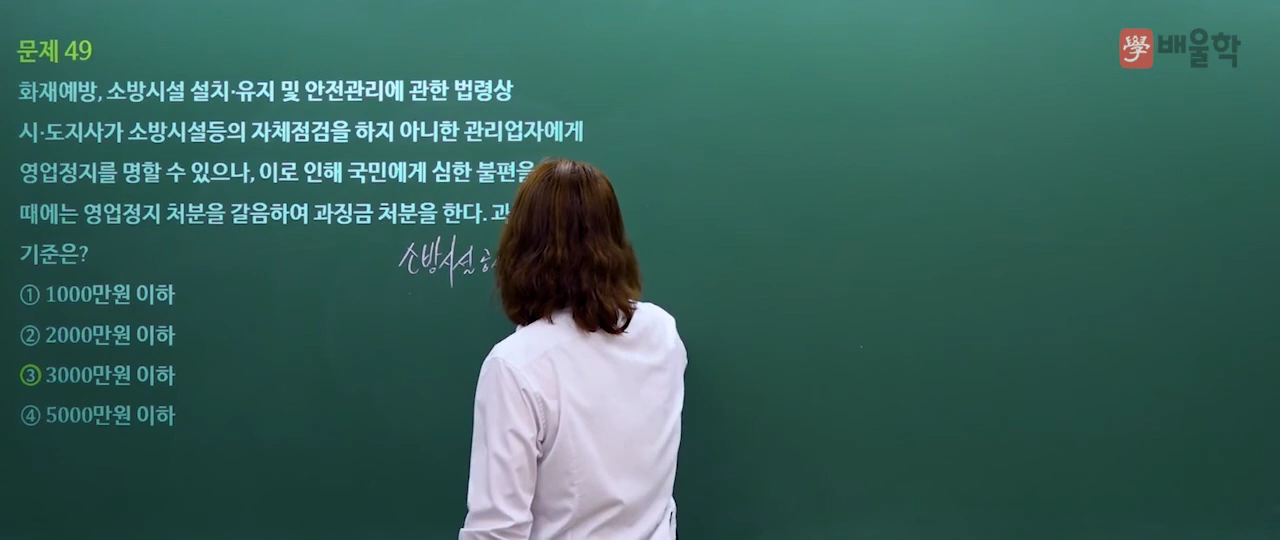 문제 49
學 배울학
화재예방, 소방시설 설치·유지 및 안전관리에 관한 법령상
시·도지사가 소방시설등의 자체점검을 하지 아니한 관리업자에게
영업정지를 명할 수 있으나, 이로 인해 국민에게 심한 불편을
때에는 영업정지 처분을 갈음하여 과징금 처분을 한다. 과
기준은?
소방시설
① 1000만원 이하
② 2000만원 이하
③ 3000만원 이하
④ 5000만원 이하